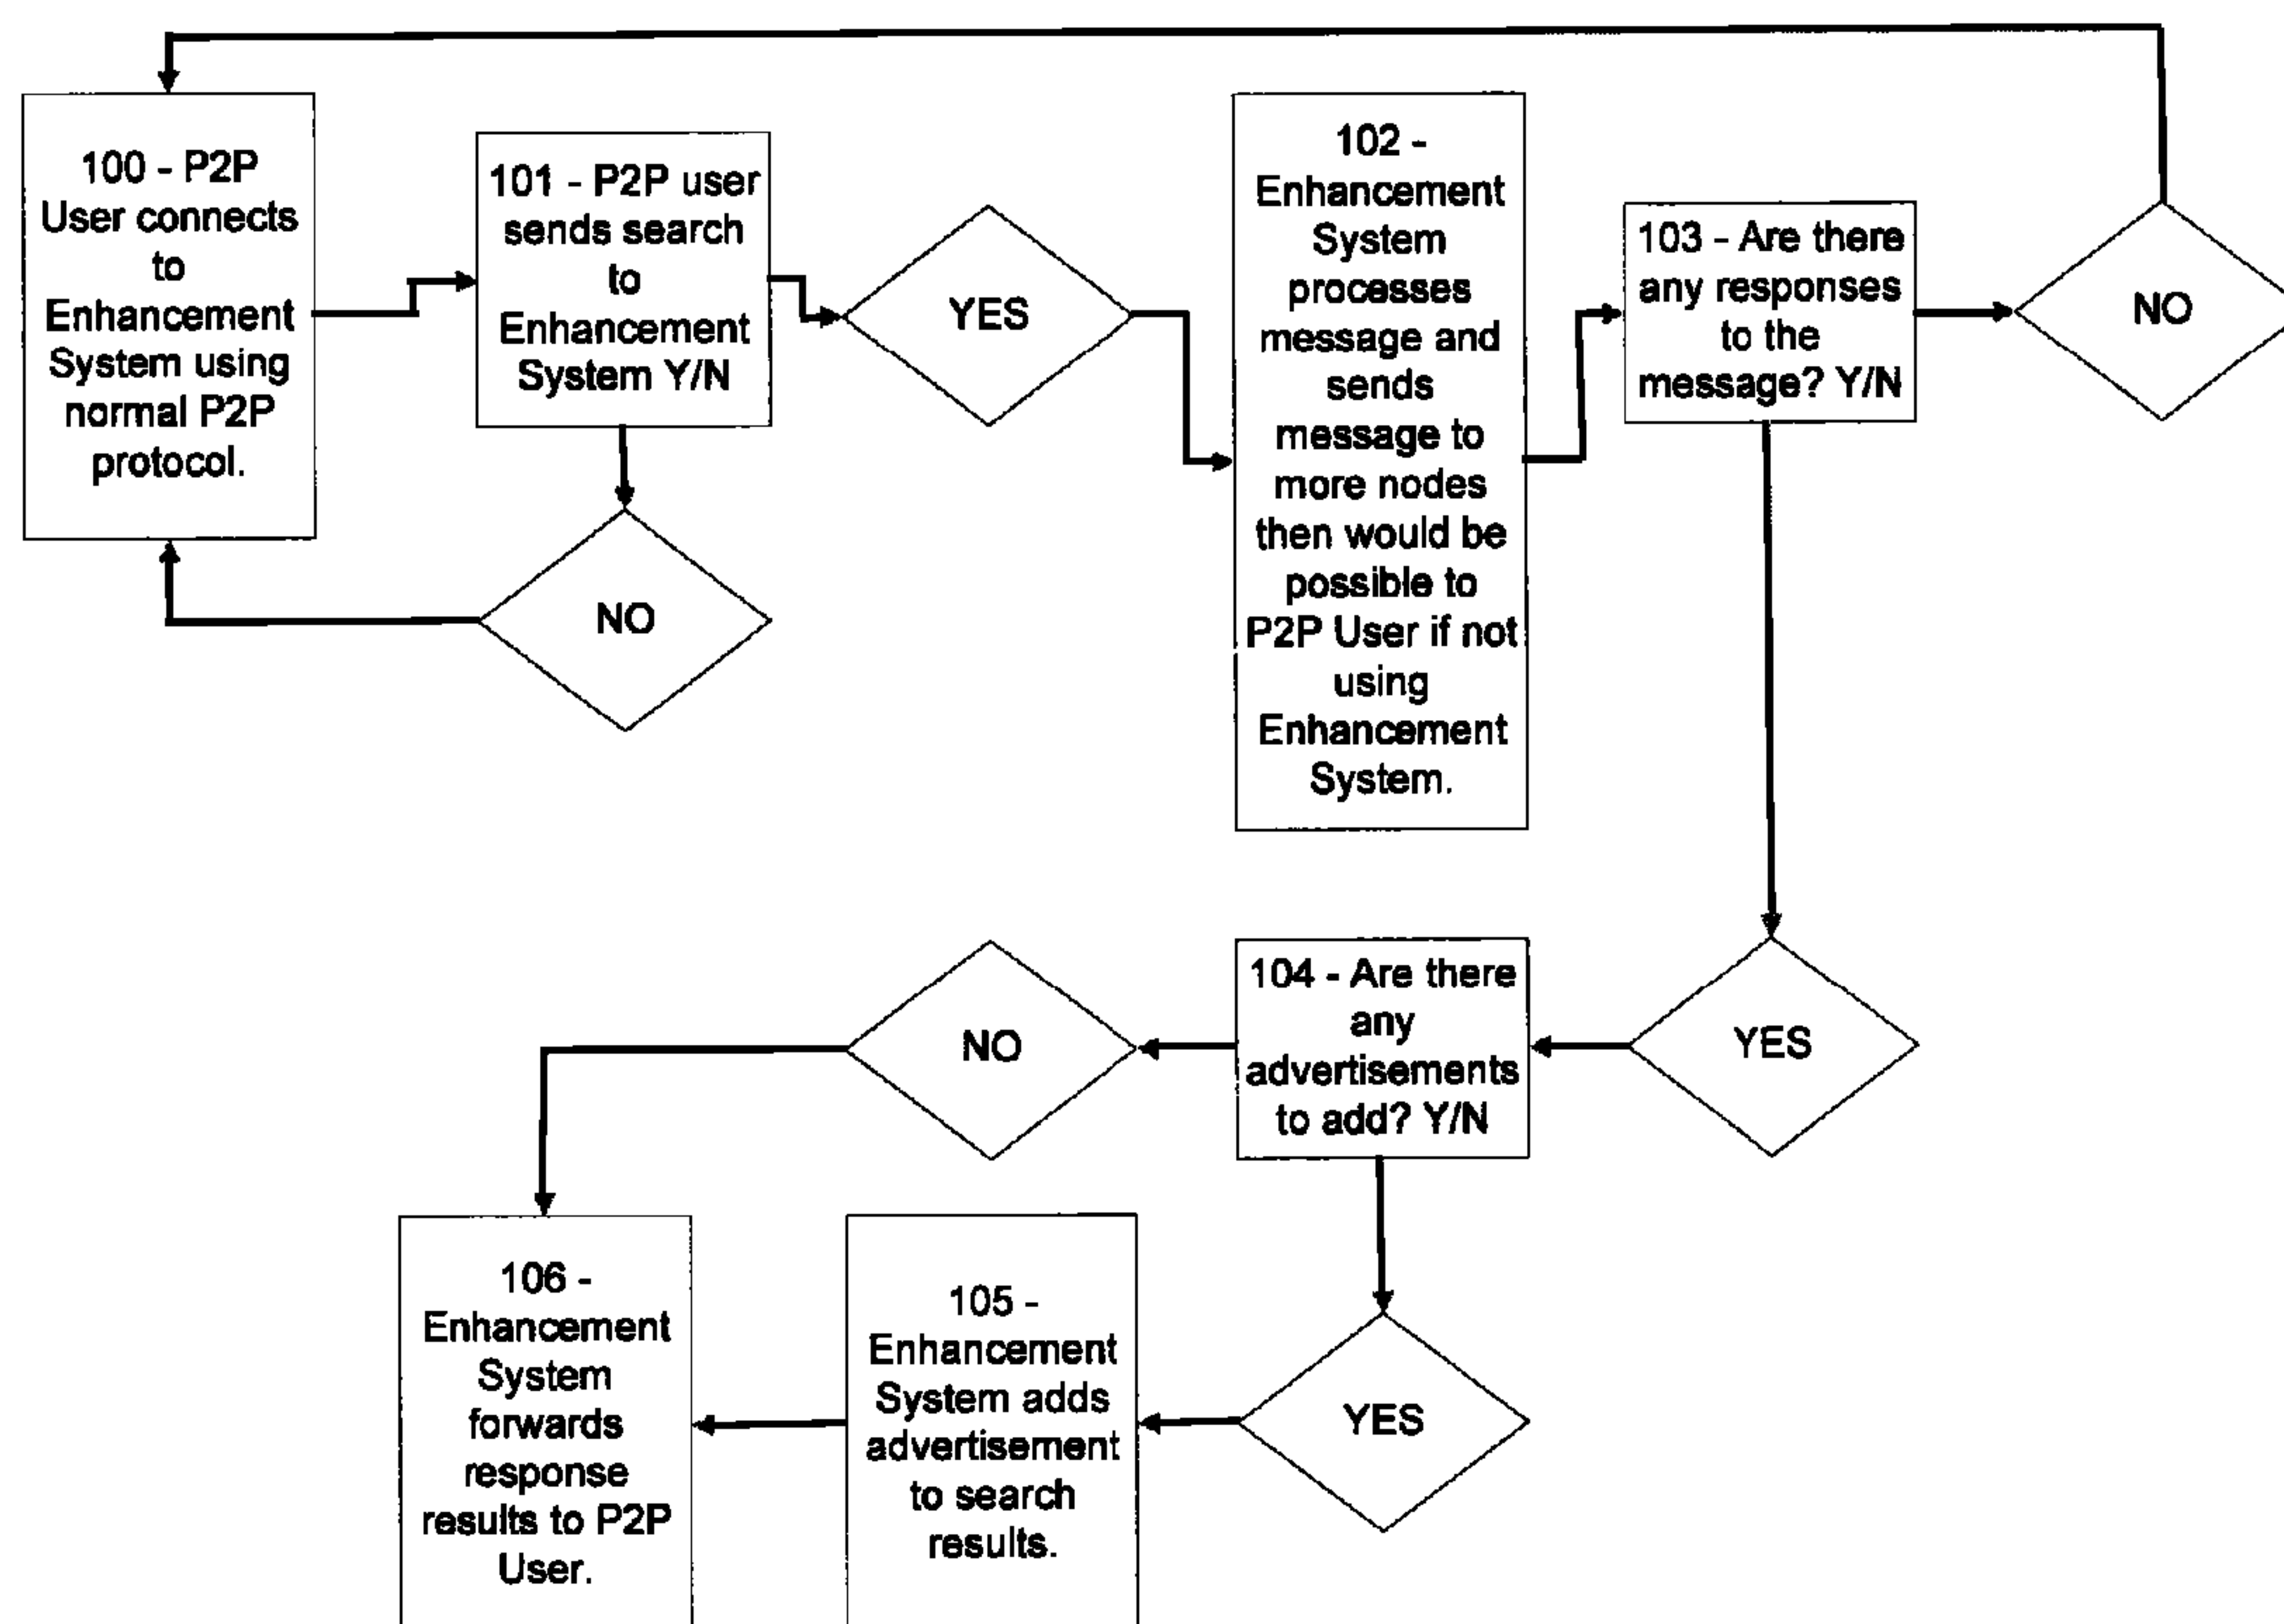 100 - P2P
User connects
to
Enhancement
System using
normal P2P
protocol.
101 - P2P user
sends search
to
Enhancement
System Y/N
YES
NO
102 -
Enhancement
System
processes
message and
sends
message to
more nodes
then would be
possible to
P2P User if not
using
Enhancement
System.
103 - Are there
any responses
to the
message? Y/N
NO
YES
104 - Are there
any
advertisements
to add? Y/N
NO
YES
105 -
Enhancement
System adds
advertisement
to search
results.
106 -
Enhancement
System
forwards
response
results to P2P
User.